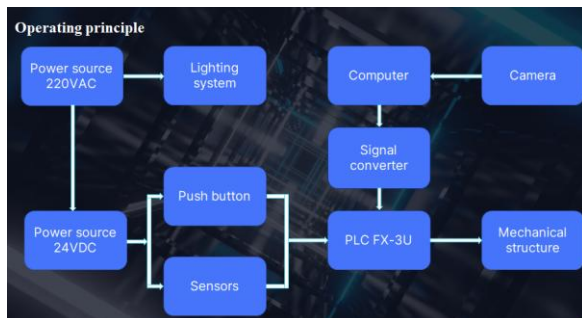 Operating principle
Power source
220VAC
Lighting
system
Computer
Camera
Signal
converter
Push button
Power source
24VDC
PLC FX-3U
Mechanical
structure
Sensors